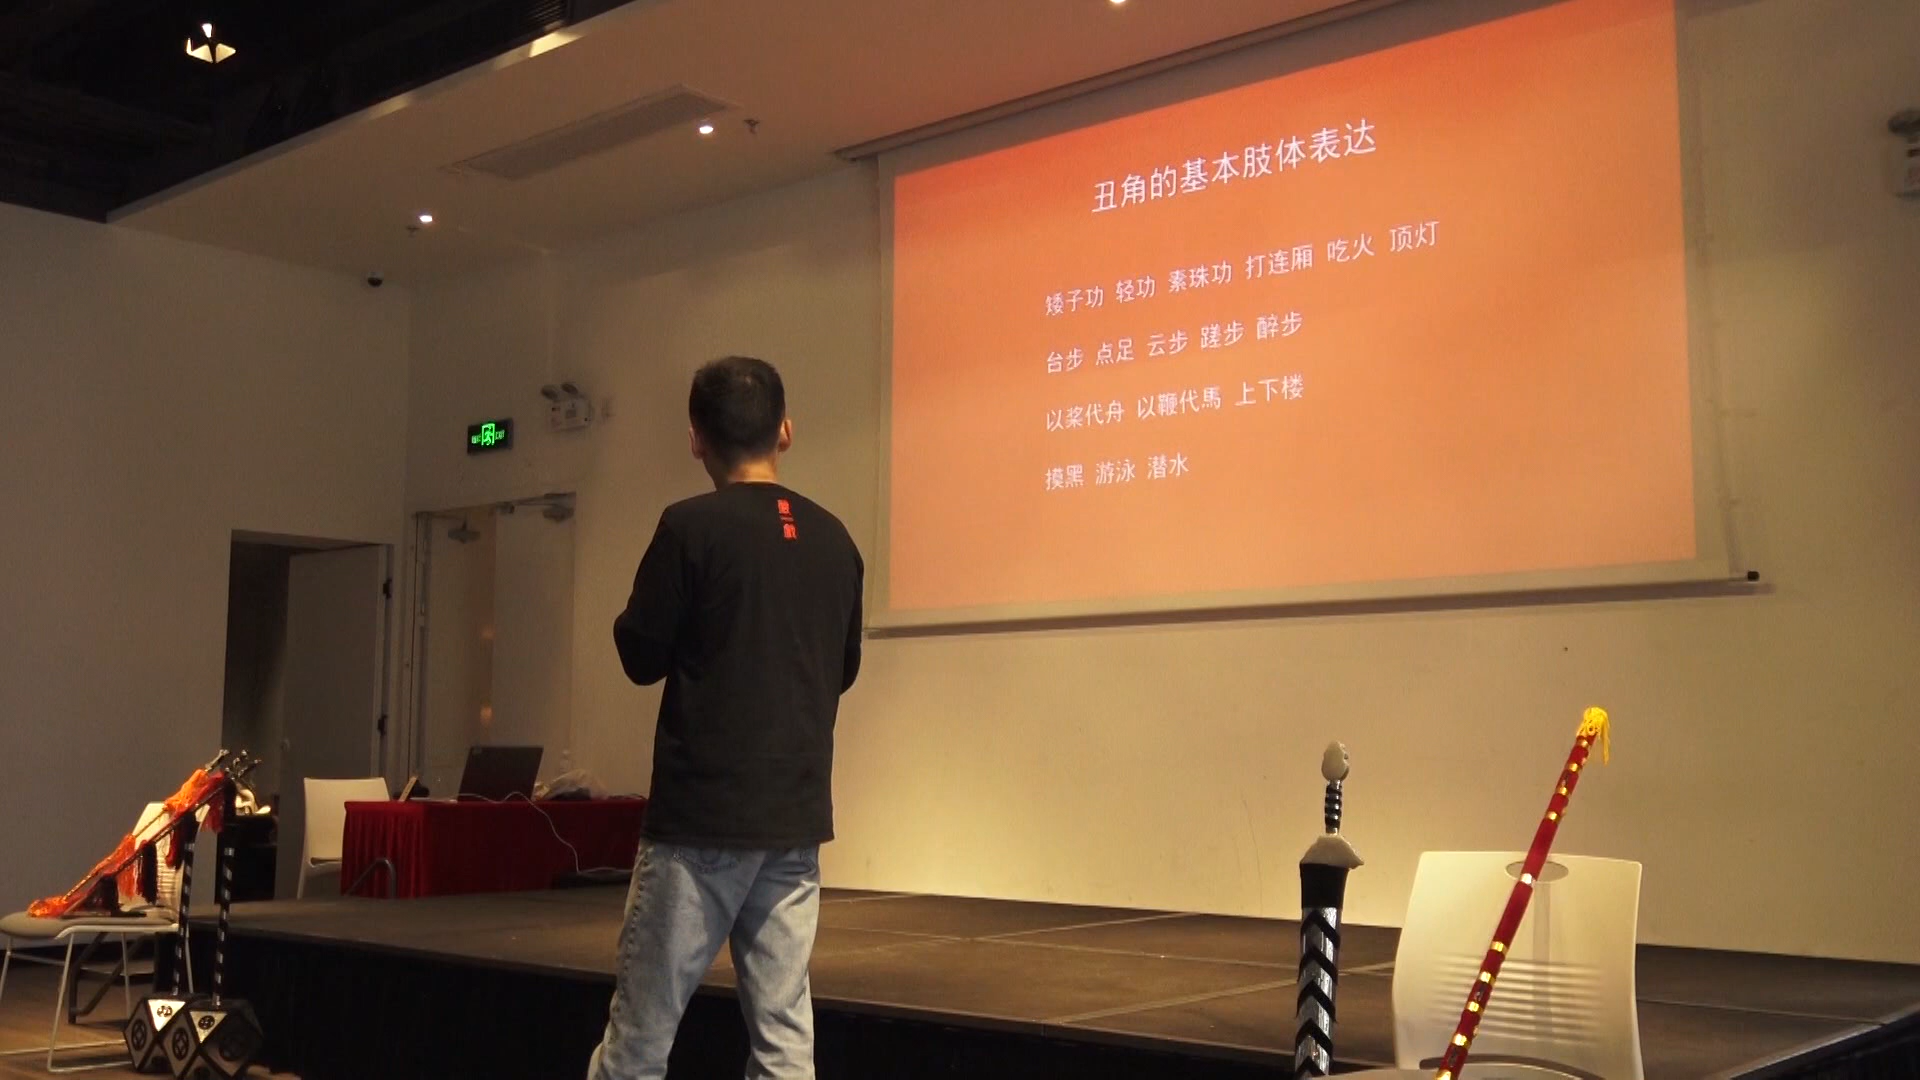 丑角的基本肢体表达
矮子功 轻功 素珠功 打连厢 吃火 顶灯
台步 点足 云步 蹉步 醉步
以桨代舟 以鞭代馬 上下楼
摸黑 游泳 潜水